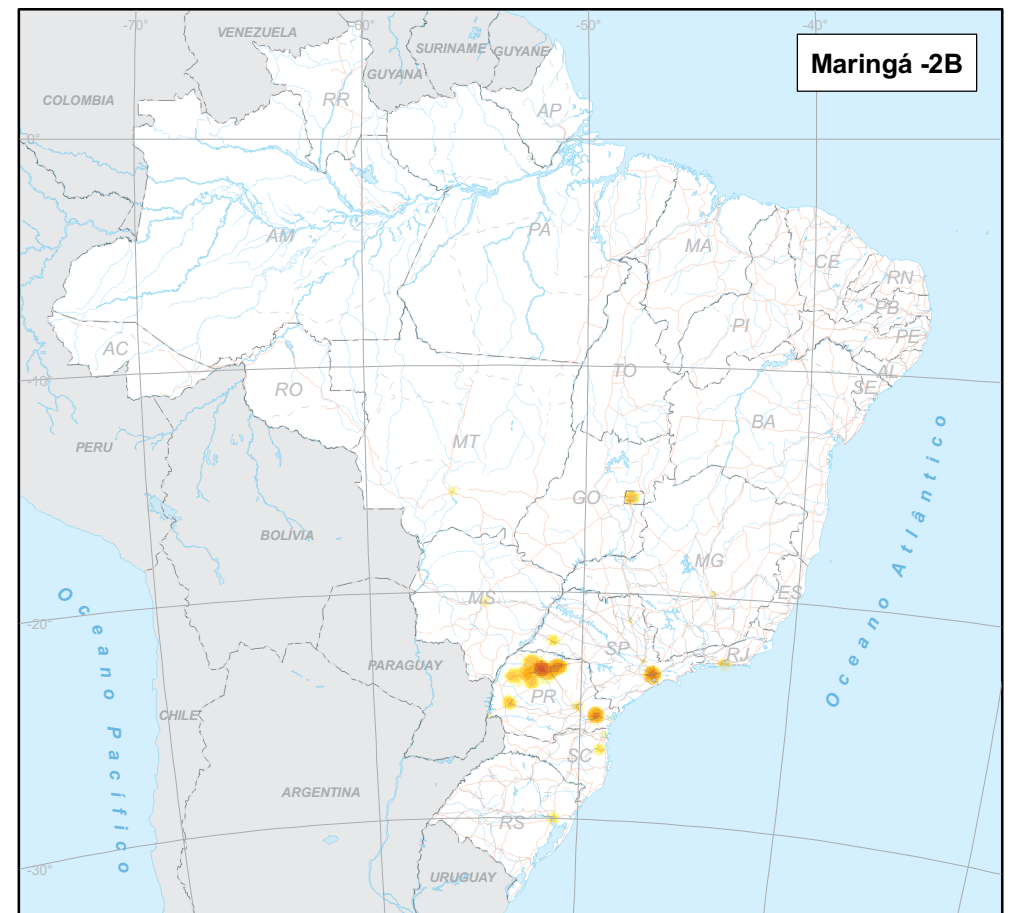 -70°
-60°
-50°
-40°
VENEZUELA
SURINAME
GUYANE
Maringá -2B
GUYANA
COLOMBIA
RR
AP
0°
AM
PA
MA
CE
RN
PB
PI
PE
AC
TO
AL
-10°
SE
RO
BA
PERU
MT
GO
BOLÍVIA
MG
ES
MS
-20°
SP
RJ
PARAGUAY
PR
CHILE
SC
ARGENTINA
RS
-30°
URUGUAY
Oceano Pacífico
Oceano Atlântico